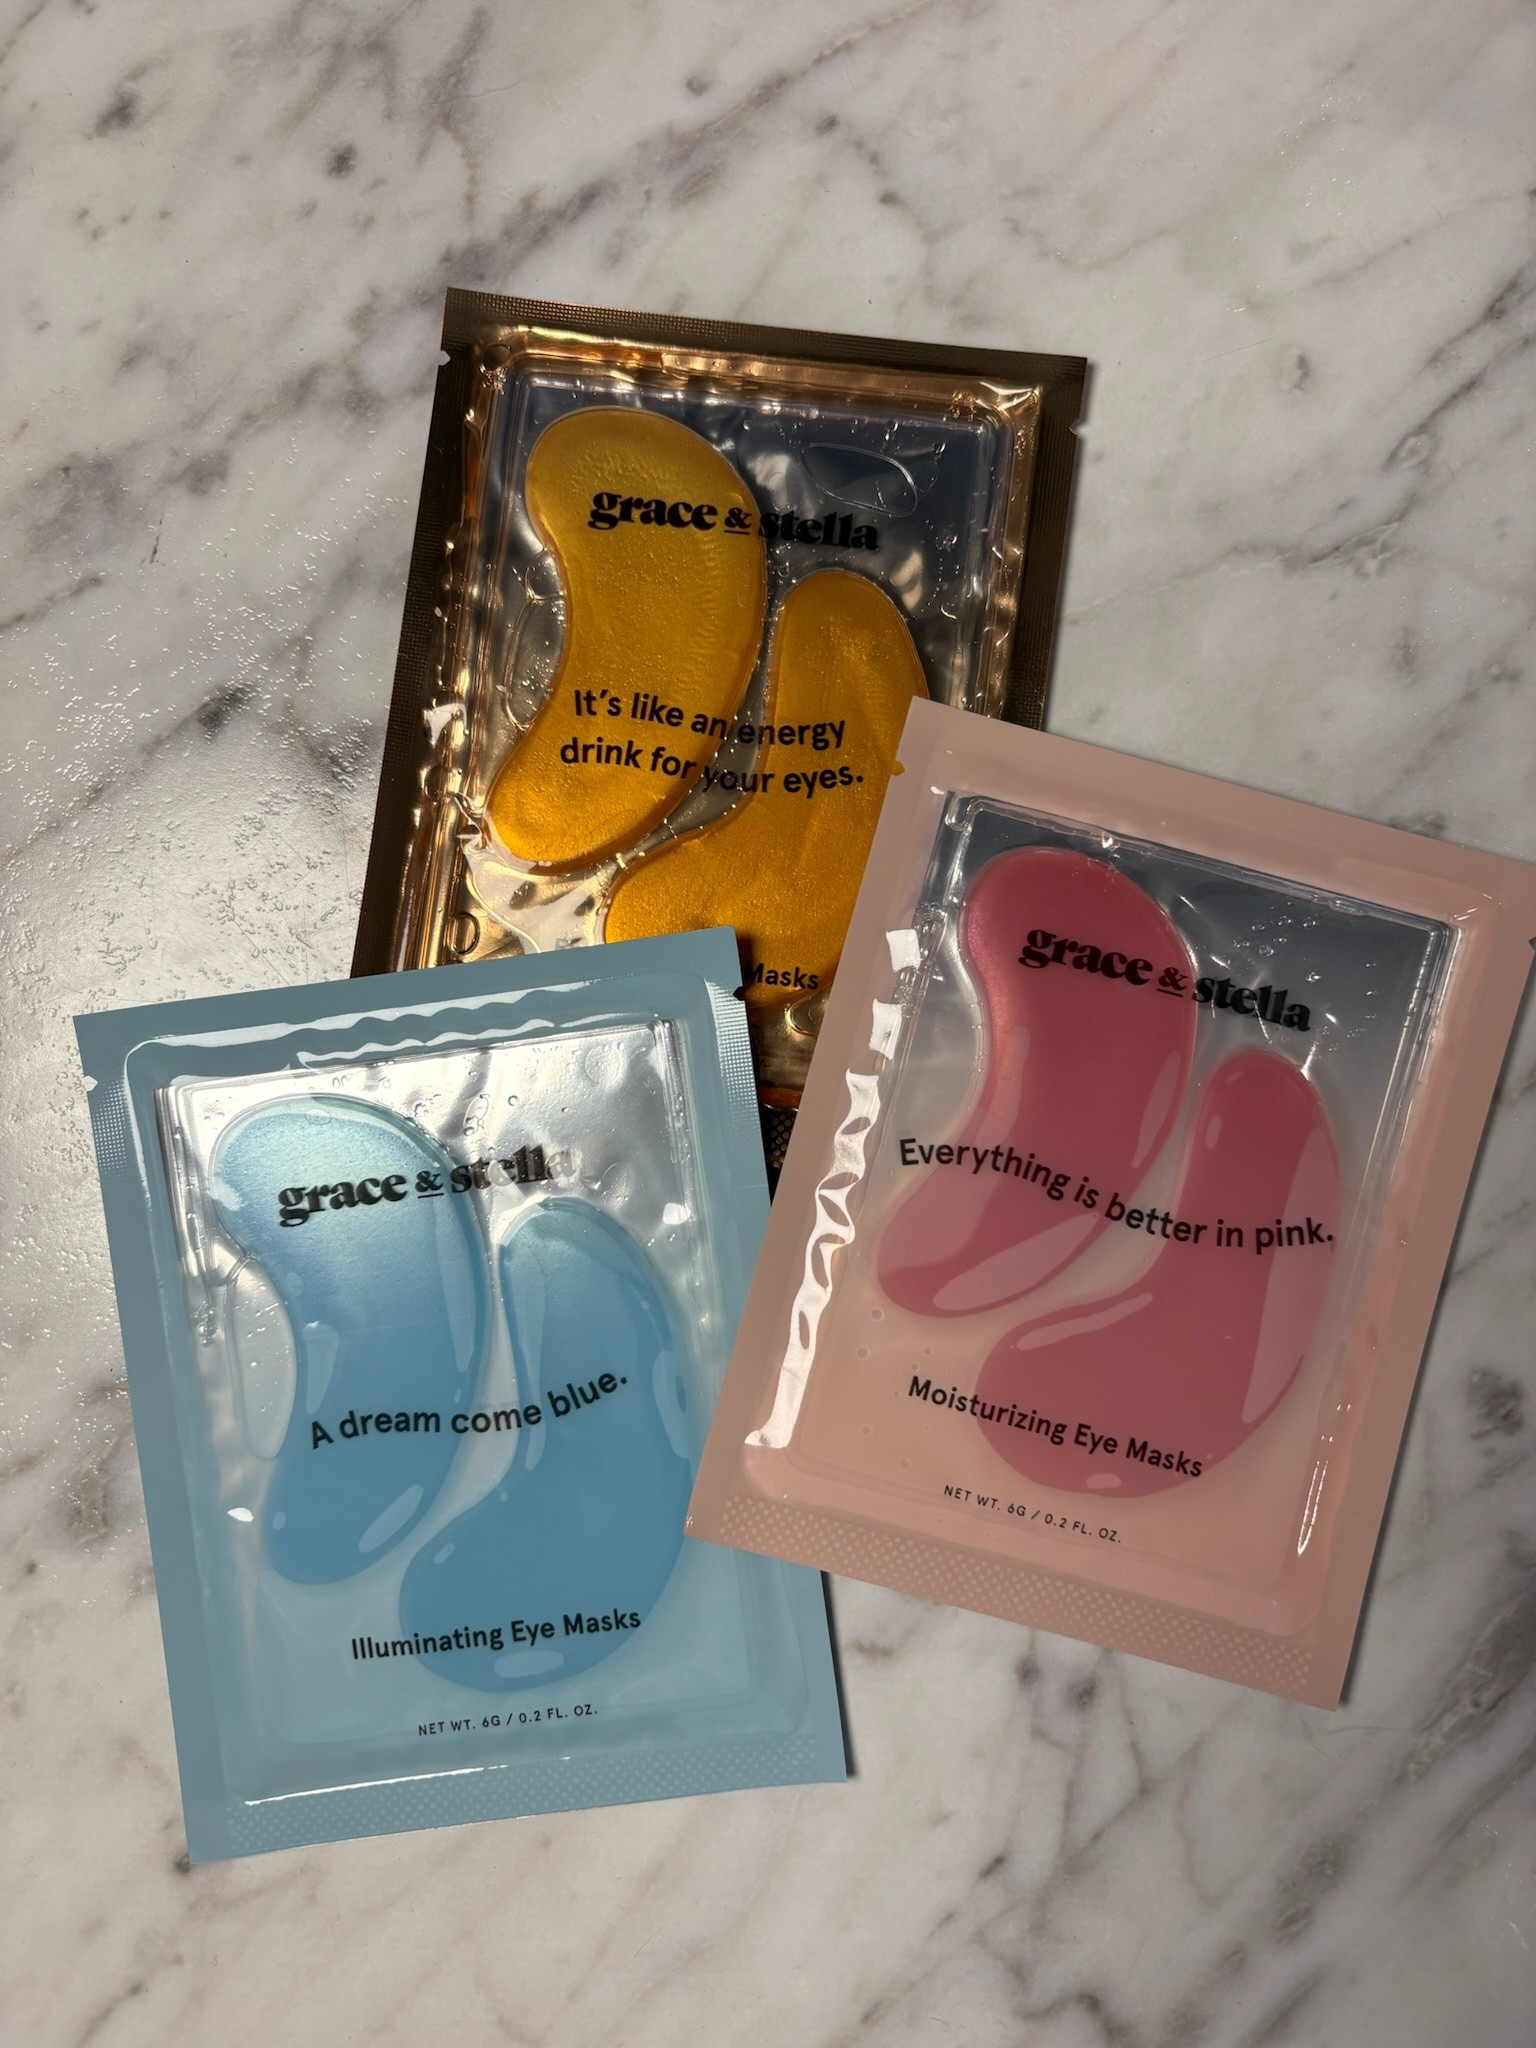 grace & stella
It's like an energy
drink for your eyes.
Masks
grace & stella
Everything is better in pink.
Moisturizing Eye Masks
NET WT. 6G / 0.2 FL. OZ.
grace & stella
A dream come blue.
Illuminating Eye Masks
NET WT. 6G / 0.2 FL. OZ.